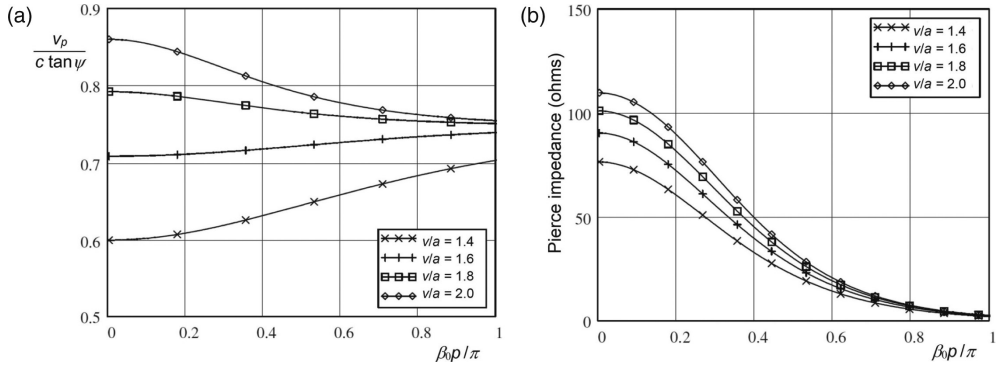 (a)
v_p
c tan ψ
0.9
0.8
0.7
0.6
0.5
0
0.2
0.4
0.6
0.8
1
β₀p/π
v/a = 1.4
v/a = 1.6
v/a = 1.8
v/a = 2.0
(b)
Pierce impedance (ohms)
150
100
50
0
0
0.2
0.4
0.6
0.8
1
β₀p/π
v/a = 1.4
v/a = 1.6
v/a = 1.8
v/a = 2.0